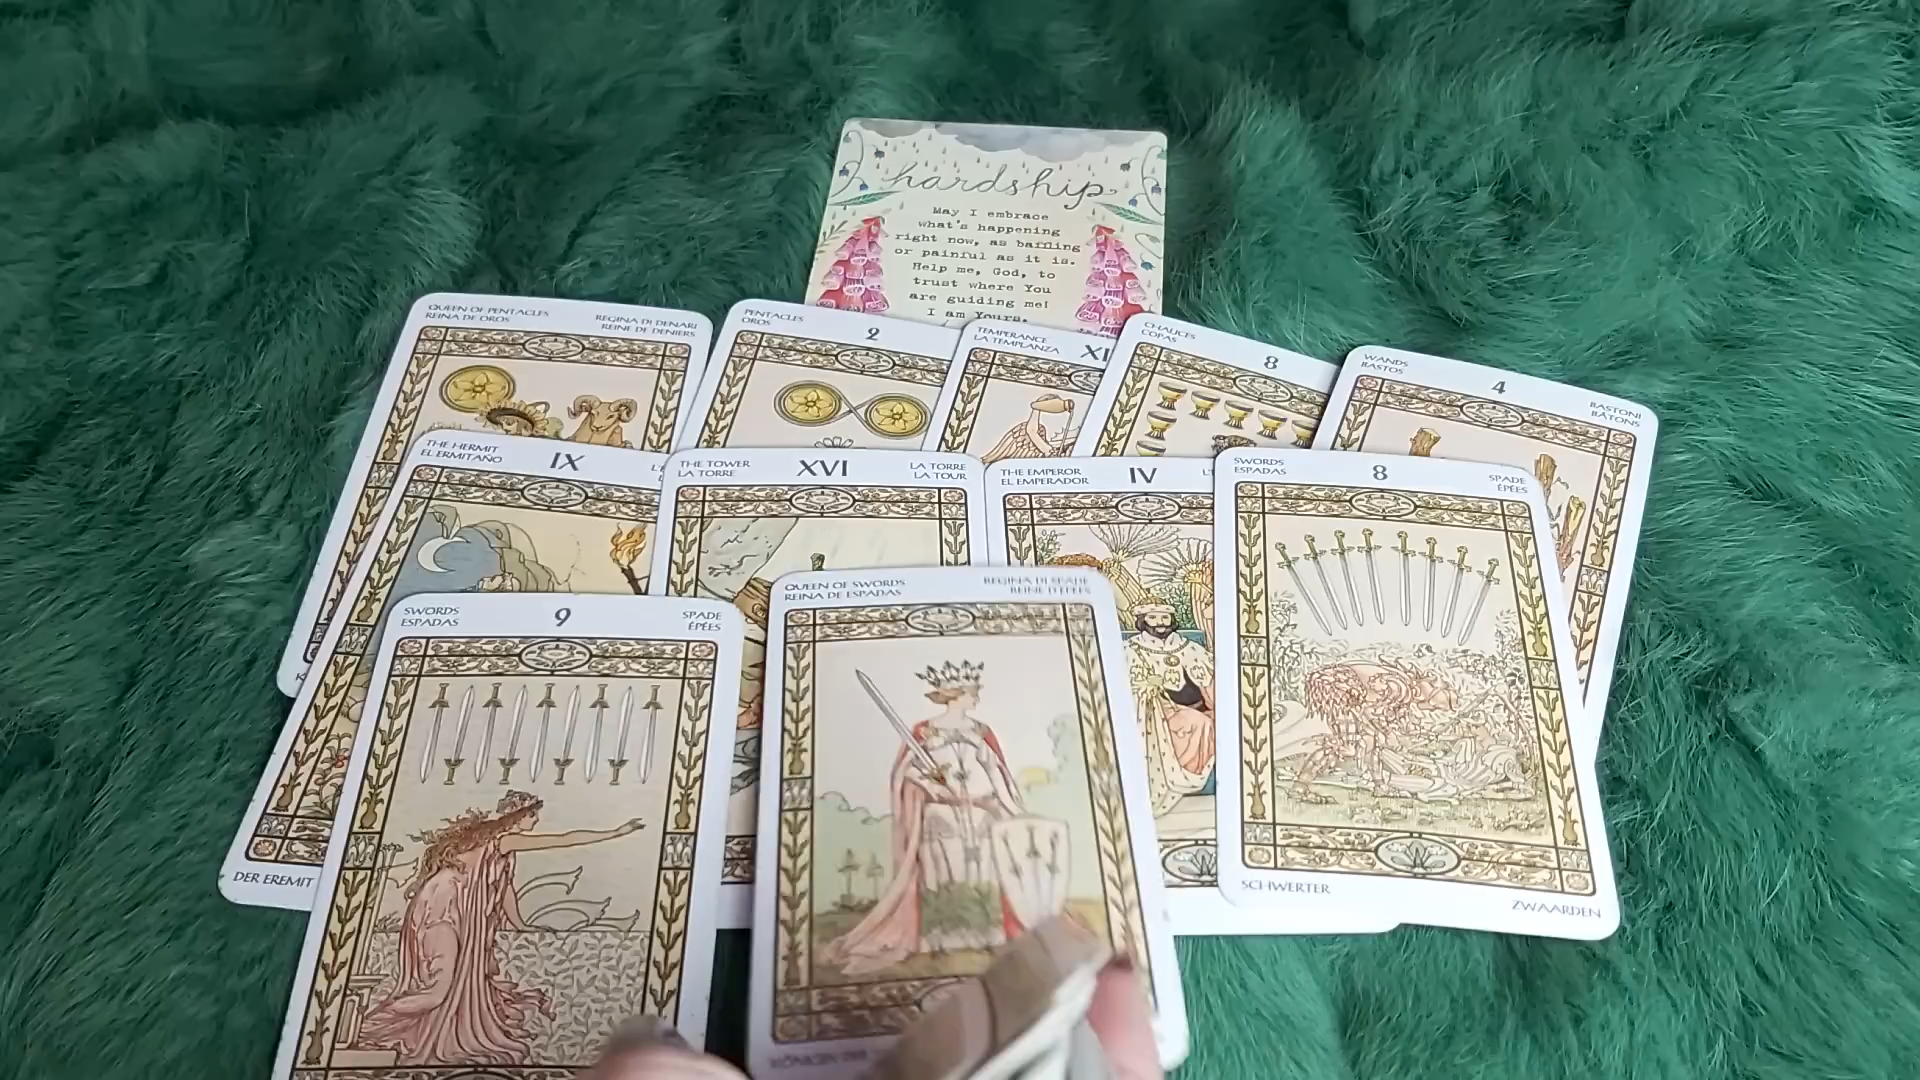 hardship
May I embrace
what's happening
right now, as baffling
or painful as it is.
Help me, God, to
trust where You
are guiding me!
I am Yours.
QUEEN OF PENTACLES
REINA DE OROS
REGINA DI DENARI
REINE DE DENIERS
PENTACLES
OROS
2
TEMPERANCE
LA TEMPLANZA
CHALICES
COPAS
8
WANDS
BASTOS
4
BASTONI
BÂTONS
THE HERMIT
EL ERMITAÑO
IX
DER EREMIT
THE TOWER
LA TORRE
XVI
LA TORRE
LA TOUR
THE EMPEROR
EL EMPERADOR
IV
SWORDS
ESPADAS
8
SPADE
ÉPÉES
SCHWERTER
ZWAARDEN
SWORDS
ESPADAS
9
SPADE
ÉPÉES
QUEEN OF SWORDS
REINA DE ESPADAS
REGINA DI SPADE
REINE D'ÉPÉES